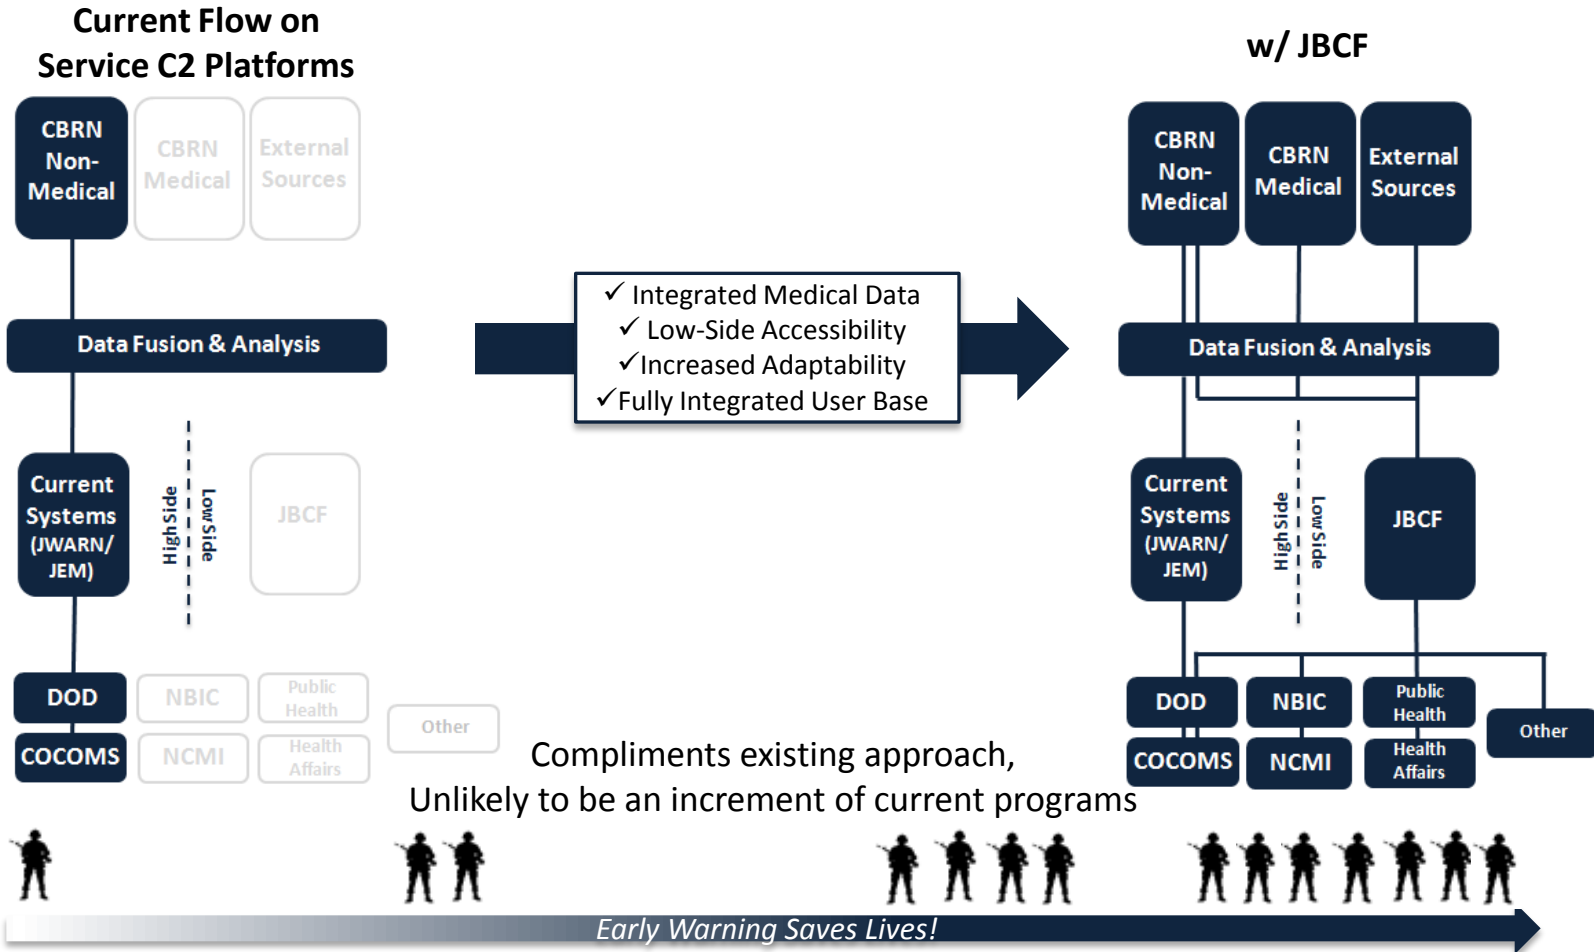 Current Flow on
Service C2 Platforms
CBRN
Non-
Medical
CBRN
Medical
External
Sources
Data Fusion & Analysis
Current
Systems
(JWARN/
JEM)
High Side
Low Side
JBCF
DOD
NBIC
Public
Health
Other
COCOMS
NCMI
Health
Affairs
✓ Integrated Medical Data
✓ Low-Side Accessibility
✓Increased Adaptability
✓Fully Integrated User Base
w/ JBCF
CBRN
Non-
Medical
CBRN
Medical
External
Sources
Data Fusion & Analysis
Current
Systems
(JWARN/
JEM)
High Side
Low Side
JBCF
DOD
NBIC
Public
Health
Other
COCOMS
NCMI
Health
Affairs
Compliments existing approach,
Unlikely to be an increment of current programs
Early Warning Saves Lives!